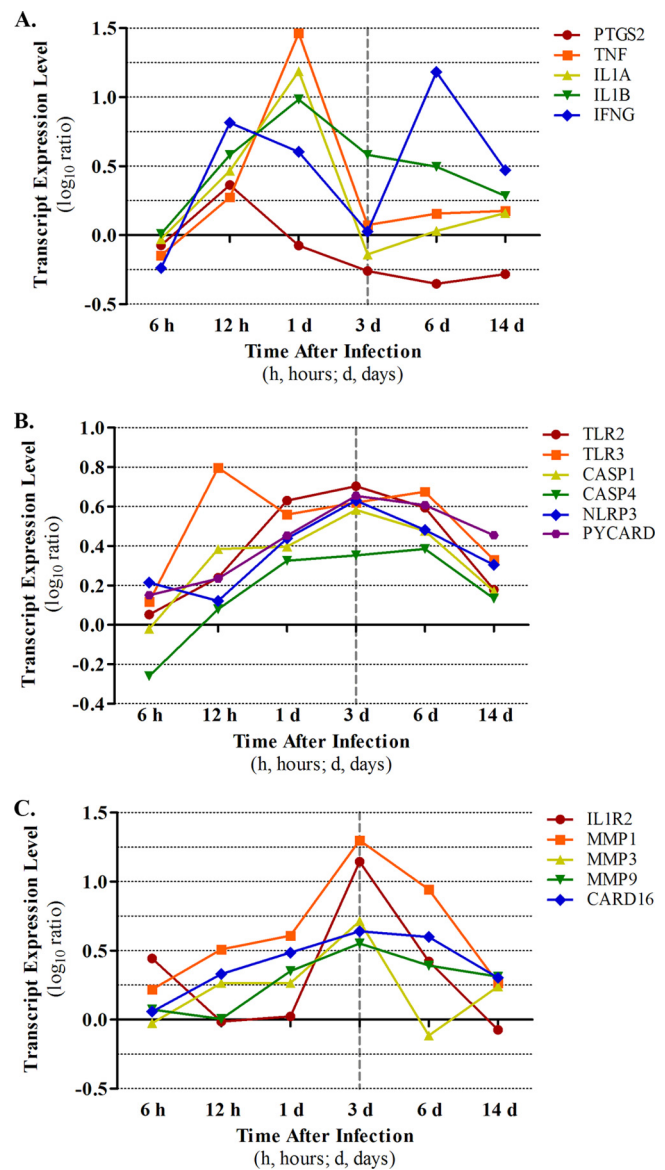 A.
Transcript Expression Level
(log10 ratio)
1.5
1.0
0.5
0.0
-0.5
6 h 12 h 1 d 3 d 6 d 14 d
Time After Infection
(h, hours; d, days)
PTGS2
TNF
IL1A
IL1B
IFNG
B.
Transcript Expression Level
(log10 ratio)
1.0
0.8
0.6
0.4
0.2
0.0
-0.2
-0.4
6 h 12 h 1 d 3 d 6 d 14 d
Time After Infection
(h, hours; d, days)
TLR2
TLR3
CASP1
CASP4
NLRP3
PYCARD
C.
Transcript Expression Level
(log10 ratio)
1.5
1.0
0.5
0.0
-0.5
6 h 12 h 1 d 3 d 6 d 14 d
Time After Infection
(h, hours; d, days)
IL1R2
MMP1
MMP3
MMP9
CARD16